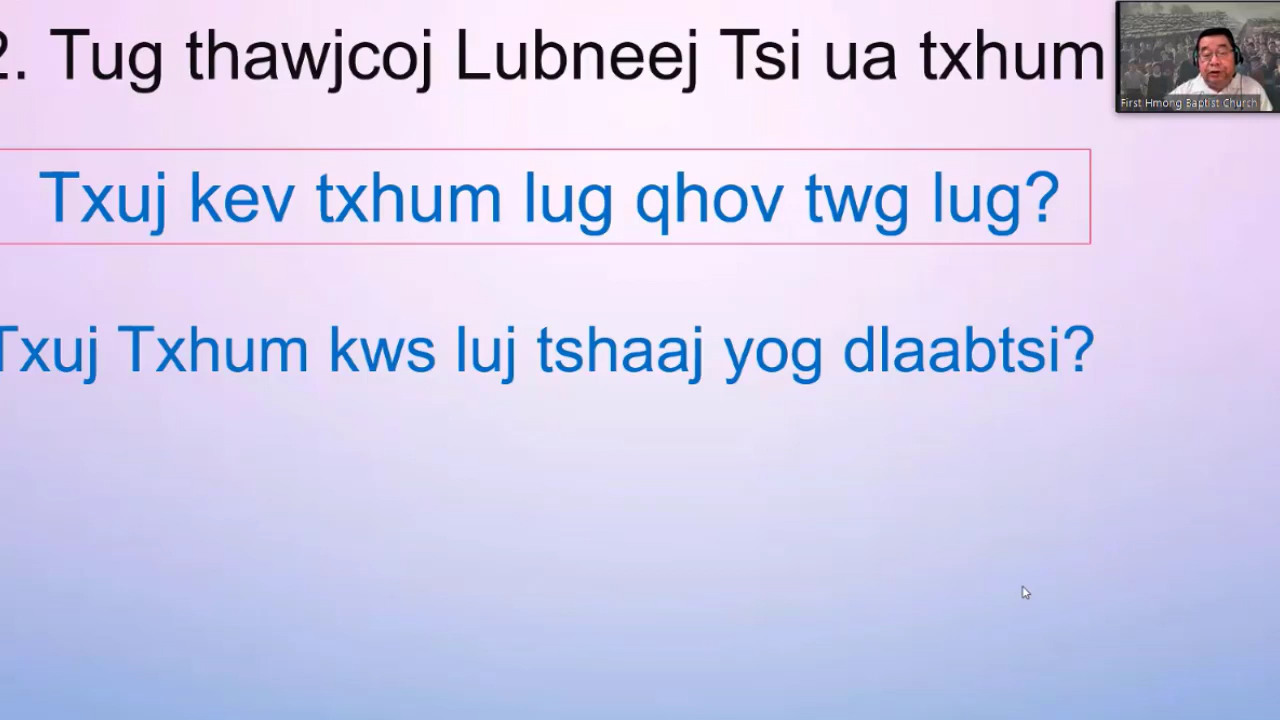 2. Tug thawjcoj Lubneej Tsi ua txhum
First Hmong Baptist Church
Txuj kev txhum lug qhov twg lug?
Txuj Txhum kws luj tshaaj yog dlaabtsi?